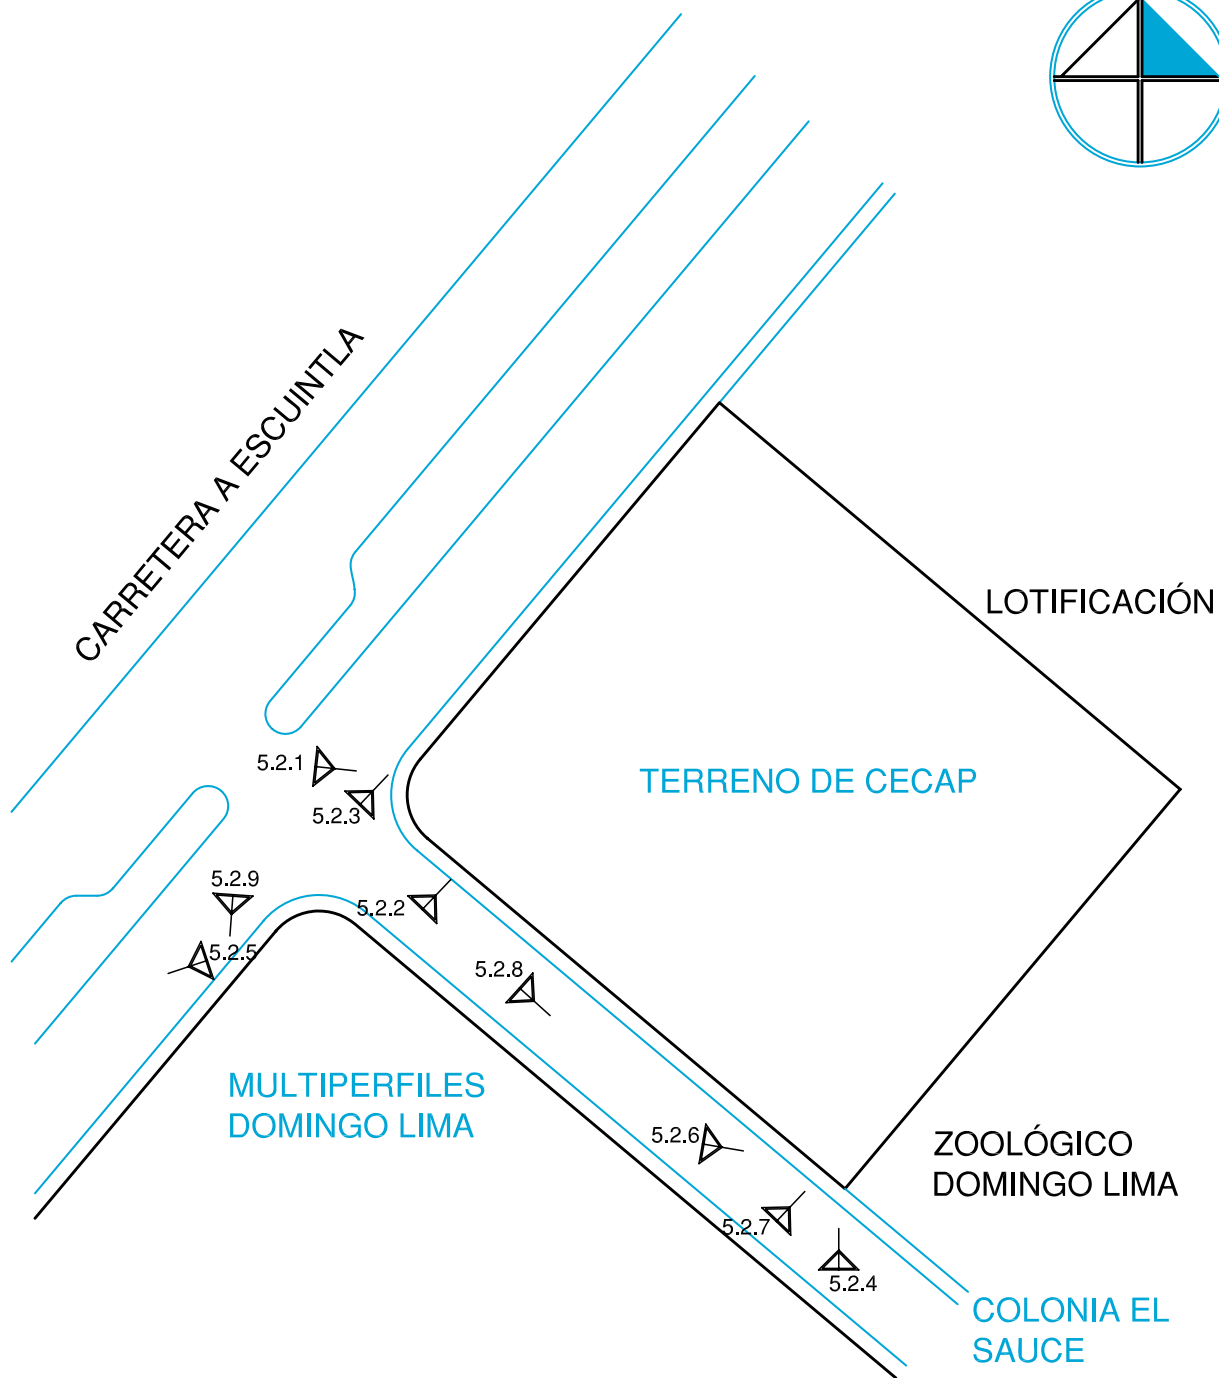 CARRETERA A ESCUINTLA
LOTIFICACIÓN
5.2.1
TERRENO DE CECAP
5.2.3
5.2.9
5.2.2
5.2.5
5.2.8
MULTIPERFILES
DOMINGO LIMA
5.2.6
ZOOLÓGICO
DOMINGO LIMA
5.2.7
5.2.4
COLONIA EL
SAUCE